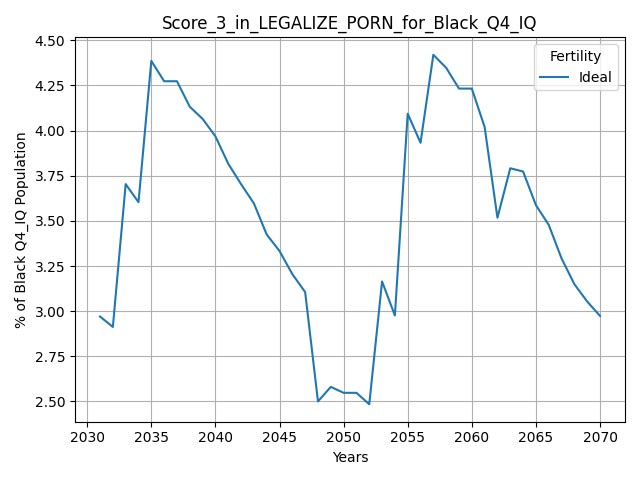 Score_3_in_LEGALIZE_PORN_for_Black_Q4_IQ
Fertility
Ideal
4.50
4.25
4.00
3.75
3.50
3.25
3.00
2.75
2.50
% of Black Q4_IQ Population
2030 2035 2040 2045 2050 2055 2060 2065 2070
Years